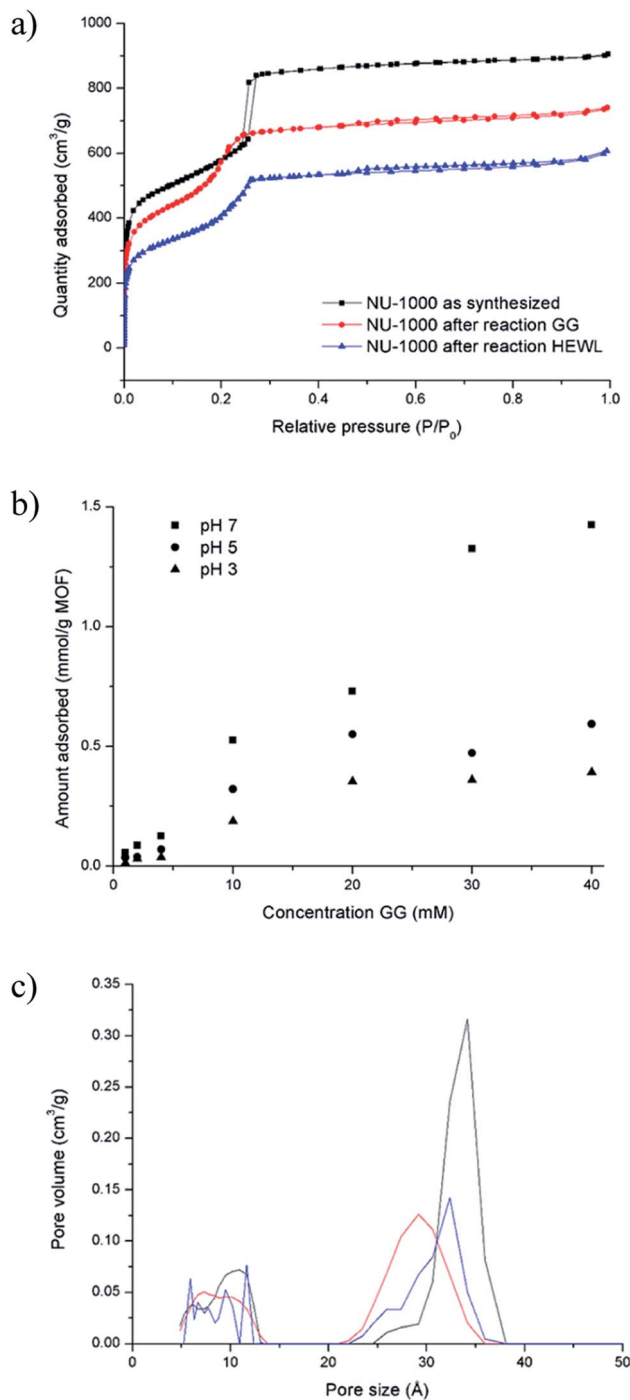 a)
1000
800
600
400
200
0
Quantity adsorbed (cm³/g)
NU-1000 as synthesized
NU-1000 after reaction GG
NU-1000 after reaction HEWL
0.0 0.2 0.4 0.6 0.8 1.0
Relative pressure (P/P₀)
b)
1.5
1.0
0.5
0.0
Amount adsorbed (mmol/g MOF)
pH 7
pH 5
pH 3
0 10 20 30 40
Concentration GG (mM)
c)
0.35
0.30
0.25
0.20
0.15
0.10
0.05
0.00
Pore volume (cm³/g)
0 10 20 30 40 50
Pore size (Å)